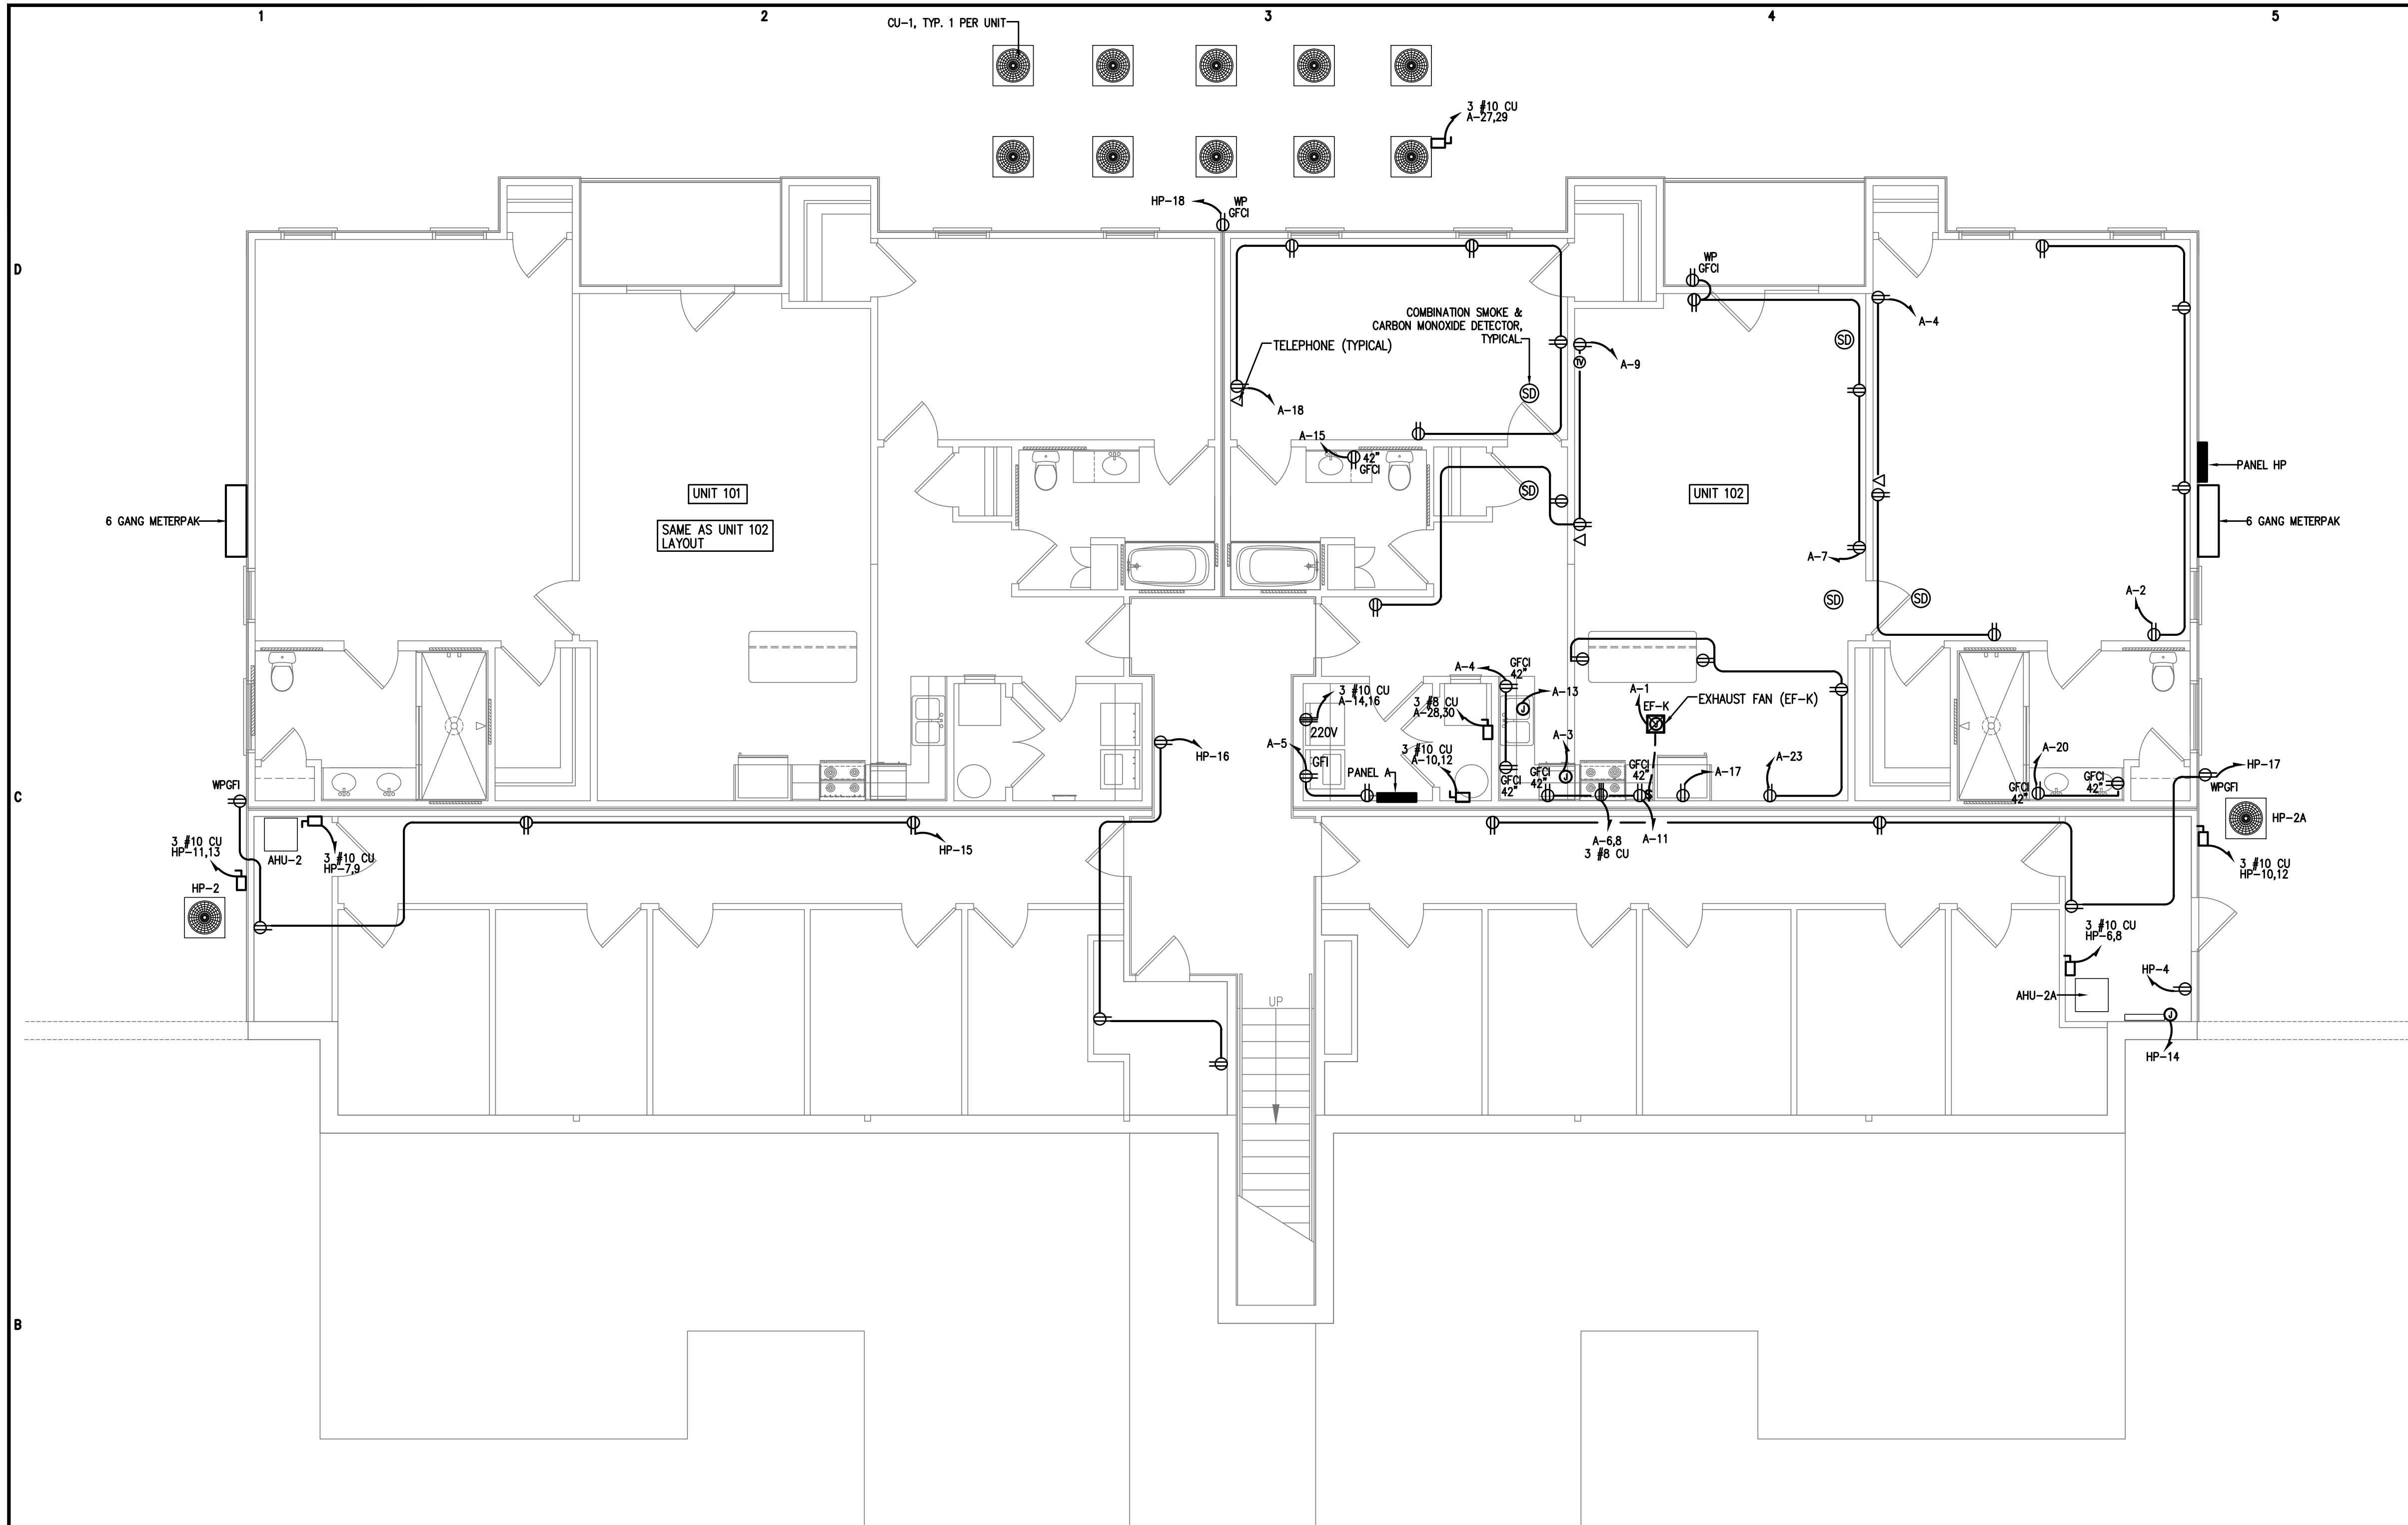 1
2
3
4
5
CU-1, TYP. 1 PER UNIT
3 #10 CU
A-27,29
HP-18
WP
GFCI
D
WP
GFCI
COMBINATION SMOKE &
CARBON MONOXIDE DETECTOR,
TYPICAL.
A-4
SD
TELEPHONE (TYPICAL)
TV
A-9
SD
A-18
A-15
42"
GFCI
PANEL HP
SD
UNIT 101
UNIT 102
6 GANG METERPAK
6 GANG METERPAK
SAME AS UNIT 102
LAYOUT
A-7
A-2
SD
SD
A-4
GFCI
42"
A-13
A-1
EF-K
EXHAUST FAN (EF-K)
3 #10 CU
A-14,16
3 #8 CU
A-28,30
J
J
220V
A-5
A-3
HP-16
3 #10 CU
A-10,12
GFI
PANEL A
GFCI
42"
GFCI
42"
GFCI
42"
$
J
A-17
A-23
A-20
GFCI
42"
GFCI
42"
HP-17
WPGFI
WPGFI
C
HP-2A
3 #10 CU
HP-11,13
AHU-2
3 #10 CU
HP-7,9
HP-15
A-6,8
3 #8 CU
A-11
3 #10 CU
HP-10,12
HP-2
3 #10 CU
HP-6,8
HP-4
AHU-2A
UP
J
HP-14
B